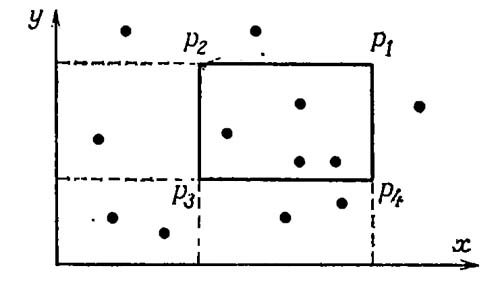 y
p₂ p₁
p₃ p₄
x